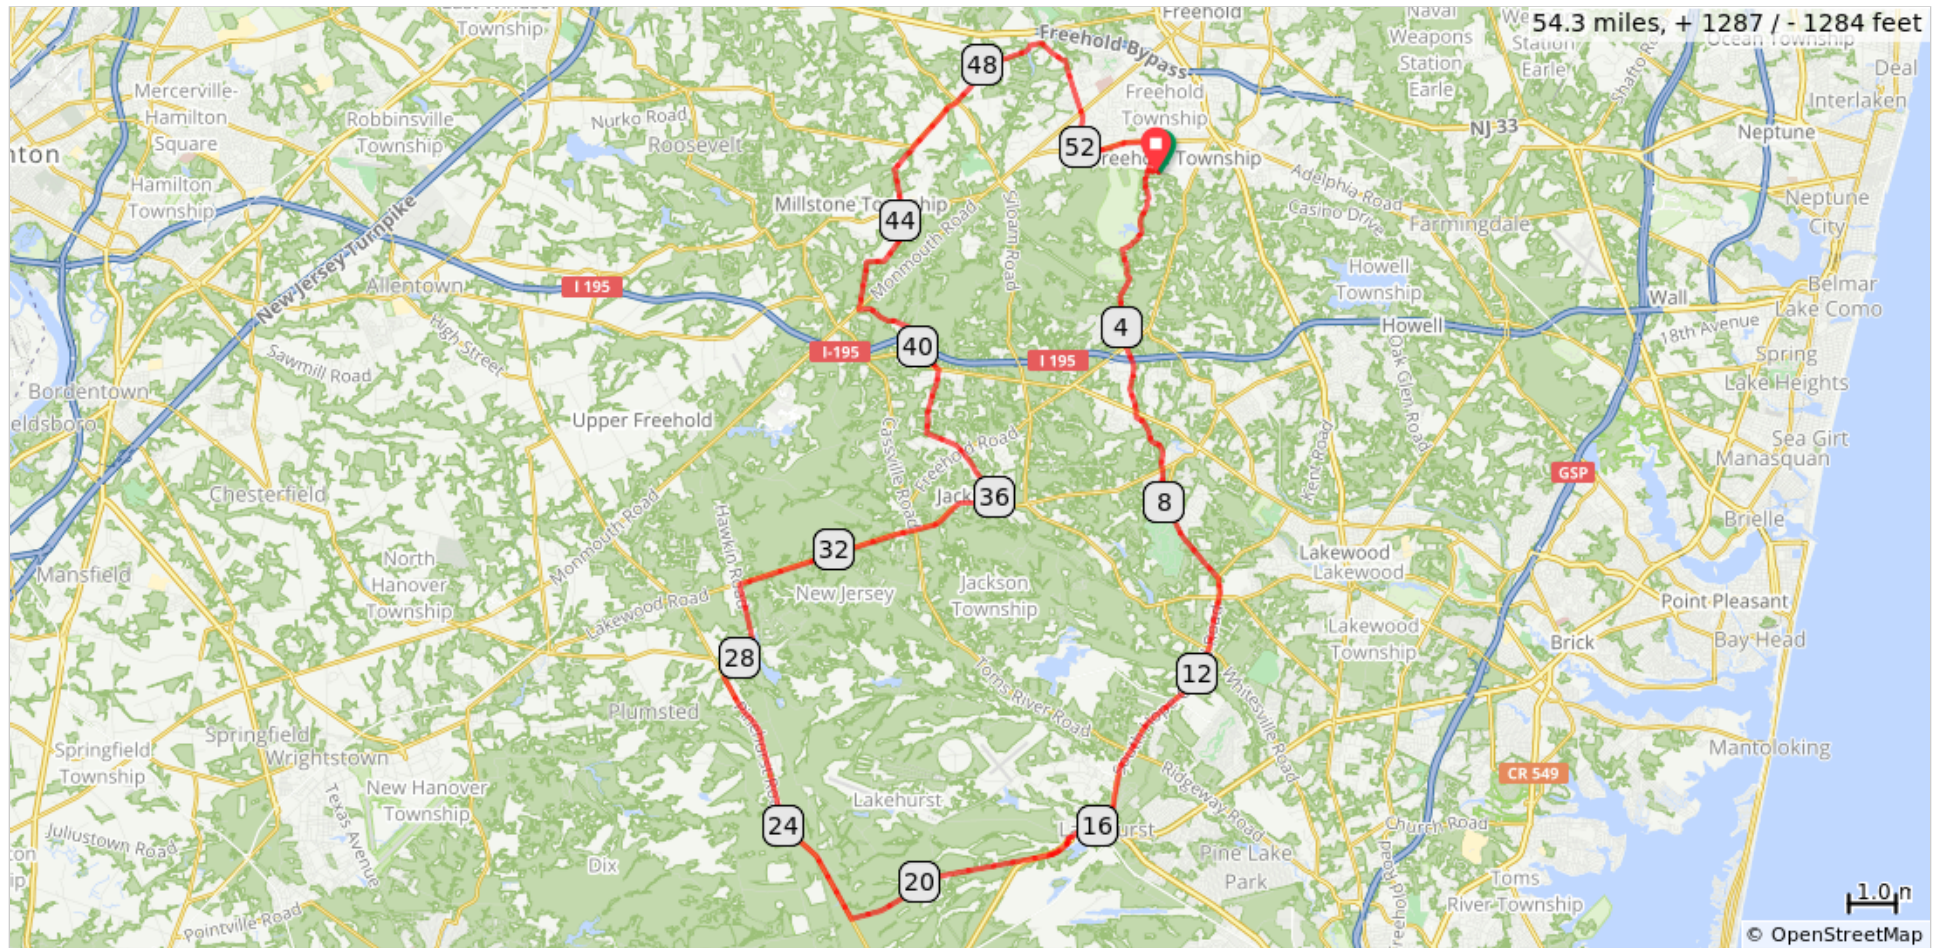 54.3 miles, + 1287 / - 1284 feet
Township
Freehold
Naval
Weapons
Station
Earle
Station
Earle
Ocean Township
Deal
Interlaken
48
Freehold Bypass
Freehold
Township
Mercerville-
Hamilton
Square
Robbinsville
Township
Nurko Road
Roosevelt
NJ 33
Neptune
Hamilton
Township
52
Township
Adelphia Road
Casino Drive
Farmingdale
Neptune
City
Millstone
44
Monmouth Road
Siloam Road
New Jersey Turnpike
Allentown
I 195
High Street
Howell
Township
Belmar
Lake Como
Wall
18th Avenue
4
Howell
40
I-195
I 195
Sawmill Road
Oak Glen Road
Spring
Lake Heights
Bordentown
Upper Freehold
Cassville Road
Freehold Road
Kent Road
Sea Girt
Manasquan
GSP
Chesterfield
36
8
Monmouth Road
Hawkin Road
Brielle
32
North
Hanover
Township
Mansfield
New Jersey
Jackson
Township
Lakewood
Lakewood
Lakewood Road
Point Pleasant
Lakewood
Township
Brick
Bay Head
28
12
Road
Toms River Road
Whitesville Road
Plumsted
Springfield
Township
Springfield
Wrightstown
Mantoloking
New Hanover
Township
Texas Avenue
Lakehurst
Ridgeway Road
CR 549
24
16
Juliustown Road
Church Road
Dix
20
Pine Lake
Park
Toms
River Township
Pointville Road
1.0
© OpenStreetMap